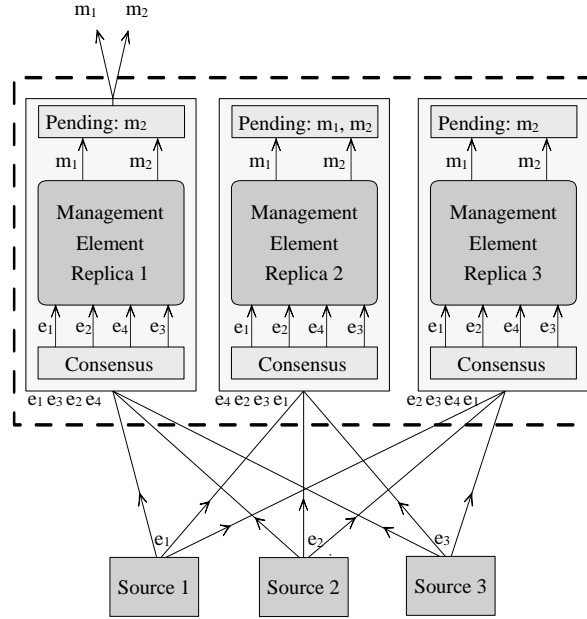 m₁ m₂
Pending: m₂ Pending: m₁, m₂ Pending: m₂
m₁ m₂ m₁ m₂ m₁ m₂
Management Management Management
Element Element Element
Replica 1 Replica 2 Replica 3
e₁ e₂ e₄ e₃ e₁ e₂ e₄ e₃ e₁ e₂ e₄ e₃
Consensus Consensus Consensus
e₁ e₃ e₂ e₄ e₄ e₂ e₃ e₁ e₂ e₃ e₄ e₁
e₁ e₂ e₃
Source 1 Source 2 Source 3